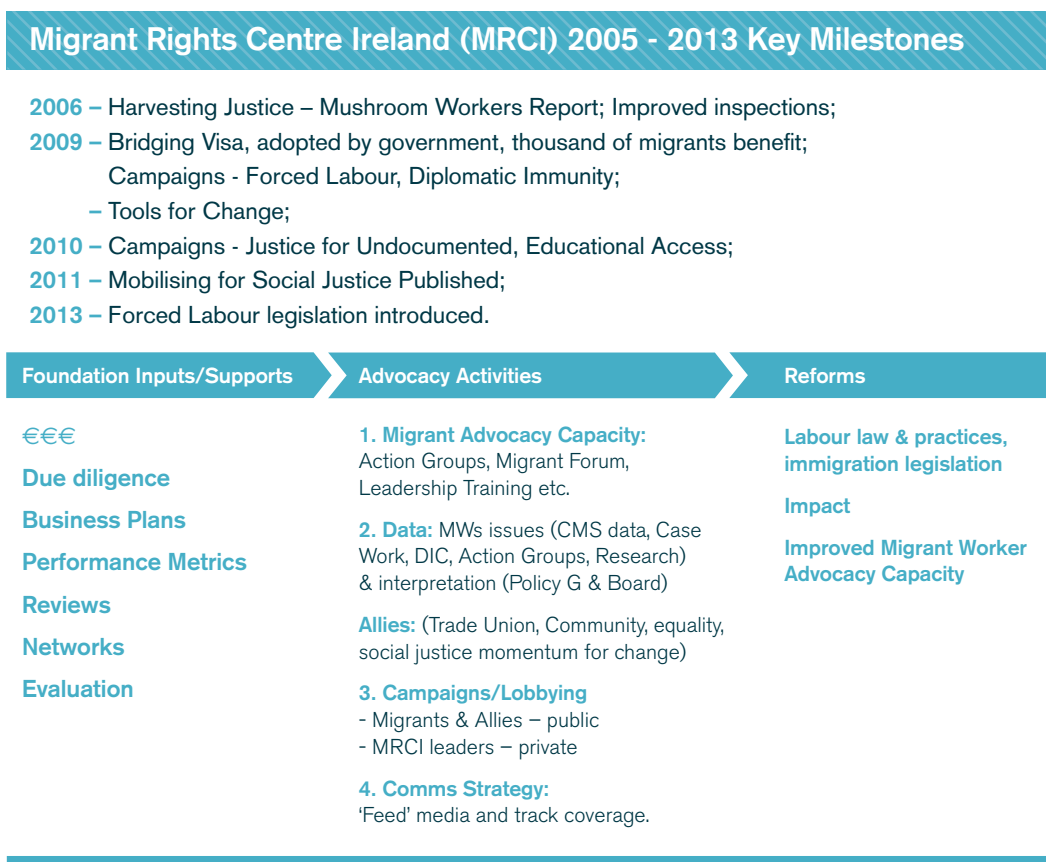 Migrant Rights Centre Ireland (MRCI) 2005 - 2013 Key Milestones
2006 – Harvesting Justice – Mushroom Workers Report; Improved inspections;
2009 – Bridging Visa, adopted by government, thousand of migrants benefit;
Campaigns - Forced Labour, Diplomatic Immunity;
– Tools for Change;
2010 – Campaigns - Justice for Undocumented, Educational Access;
2011 – Mobilising for Social Justice Published;
2013 – Forced Labour legislation introduced.
Foundation Inputs/Supports
€€€
Due diligence
Business Plans
Performance Metrics
Reviews
Networks
Evaluation
Advocacy Activities
1. Migrant Advocacy Capacity:
Action Groups, Migrant Forum,
Leadership Training etc.
2. Data: MWs issues (CMS data, Case
Work, DIC, Action Groups, Research)
& interpretation (Policy G & Board)
Allies: (Trade Union, Community, equality,
social justice momentum for change)
3. Campaigns/Lobbying
- Migrants & Allies – public
- MRCI leaders – private
4. Comms Strategy:
‘Feed’ media and track coverage.
Reforms
Labour law & practices,
immigration legislation
Impact
Improved Migrant Worker
Advocacy Capacity